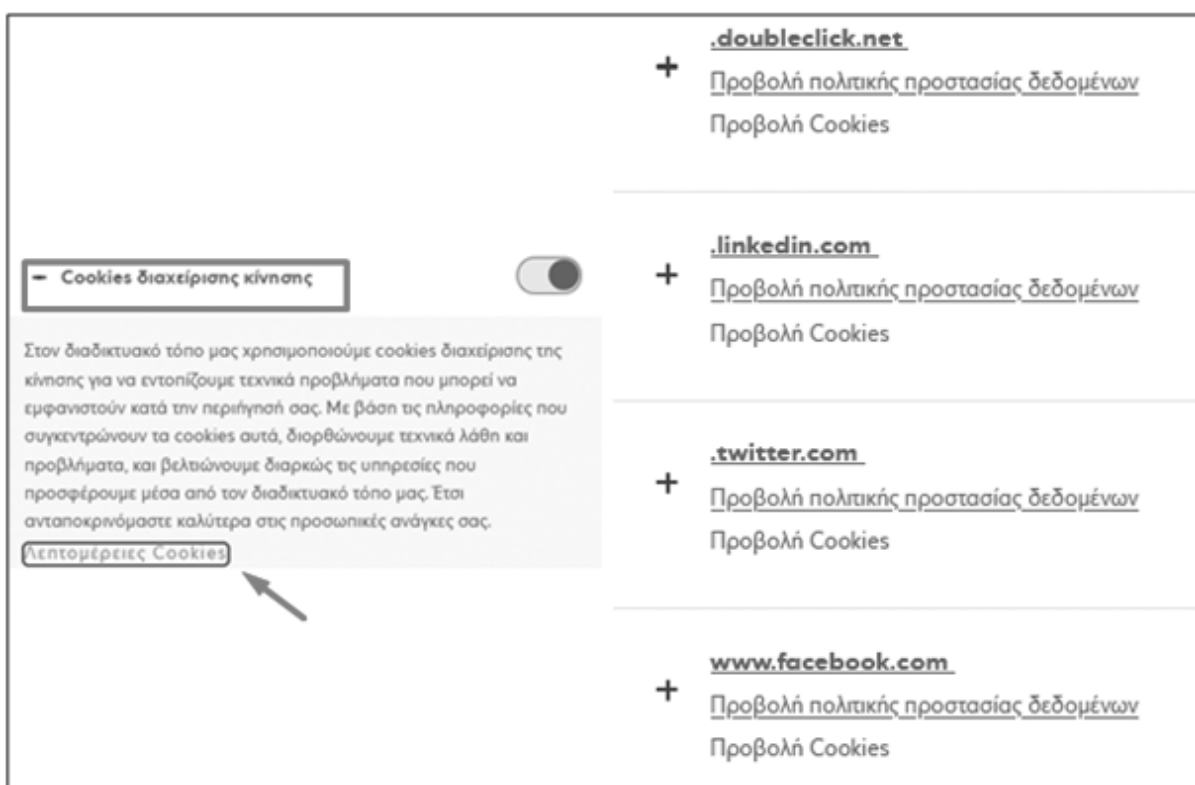 − Cookies διαχείρισης κίνησης
Στον διαδικτυακό τόπο μας χρησιμοποιούμε cookies διαχείρισης της
κίνησης για να εντοπίζουμε τεχνικά προβλήματα που μπορεί να
εμφανιστούν κατά την περιήγησή σας. Με βάση τις πληροφορίες που
συγκεντρώνουν τα cookies αυτά, διορθώνουμε τεχνικά λάθη και
προβλήματα, και βελτιώνουμε διαρκώς τις υπηρεσίες που
προσφέρουμε μέσα από τον διαδικτυακό τόπο μας. Έτσι
ανταποκρινόμαστε καλύτερα στις προσωπικές ανάγκες σας.
Λεπτομέρειες Cookies
.doubleclick.net
+ Προβολή πολιτικής προστασίας δεδομένων
Προβολή Cookies
.linkedin.com
+ Προβολή πολιτικής προστασίας δεδομένων
Προβολή Cookies
.twitter.com
+ Προβολή πολιτικής προστασίας δεδομένων
Προβολή Cookies
www.facebook.com
+ Προβολή πολιτικής προστασίας δεδομένων
Προβολή Cookies